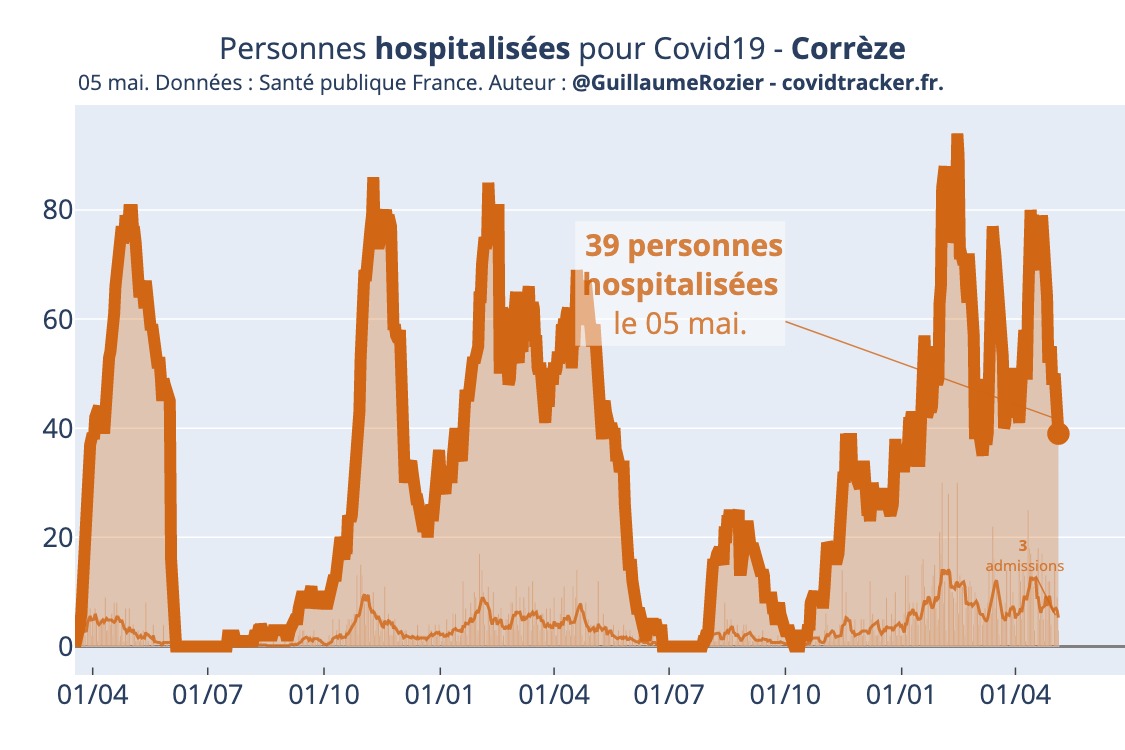 Personnes hospitalisées pour Covid19 - Corrèze
05 mai. Données : Santé publique France. Auteur : @GuillaumeRozier - covidtracker.fr.
80
60
40
20
0
39 personnes
hospitalisées
le 05 mai.
3
admissions
01/04 01/07 01/10 01/01 01/04 01/07 01/10 01/01 01/04